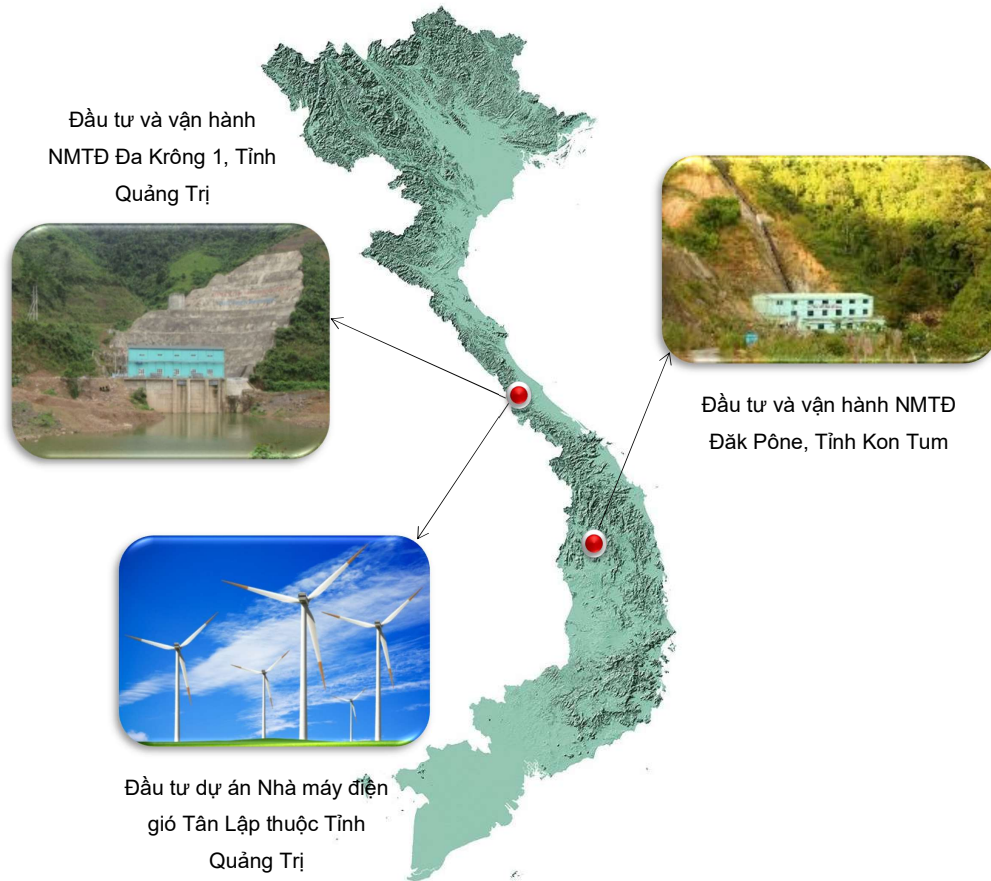 Đầu tư và vận hành
NMTĐ Đa Krông 1, Tỉnh
Quảng Trị
Đầu tư và vận hành NMTĐ
Đăk Pône, Tỉnh Kon Tum
Đầu tư dự án Nhà máy điện
gió Tân Lập thuộc Tỉnh
Quảng Trị